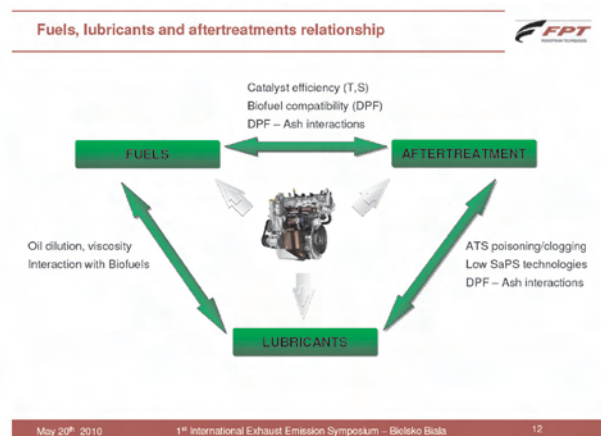 Fuels, lubricants and aftertreatments relationship
FPT
Catalyst efficiency (T,S)
Biofuel compatibility (DPF)
DPF – Ash interactions
FUELS
AFTERTREATMENT
Oil dilution, viscosity
Interaction with Biofuels
ATS poisoning/clogging
Low SaPS technologies
DPF – Ash interactions
LUBRICANTS
May 20th 2010
1st International Exhaust Emission Symposium – Bielsko Biala
12